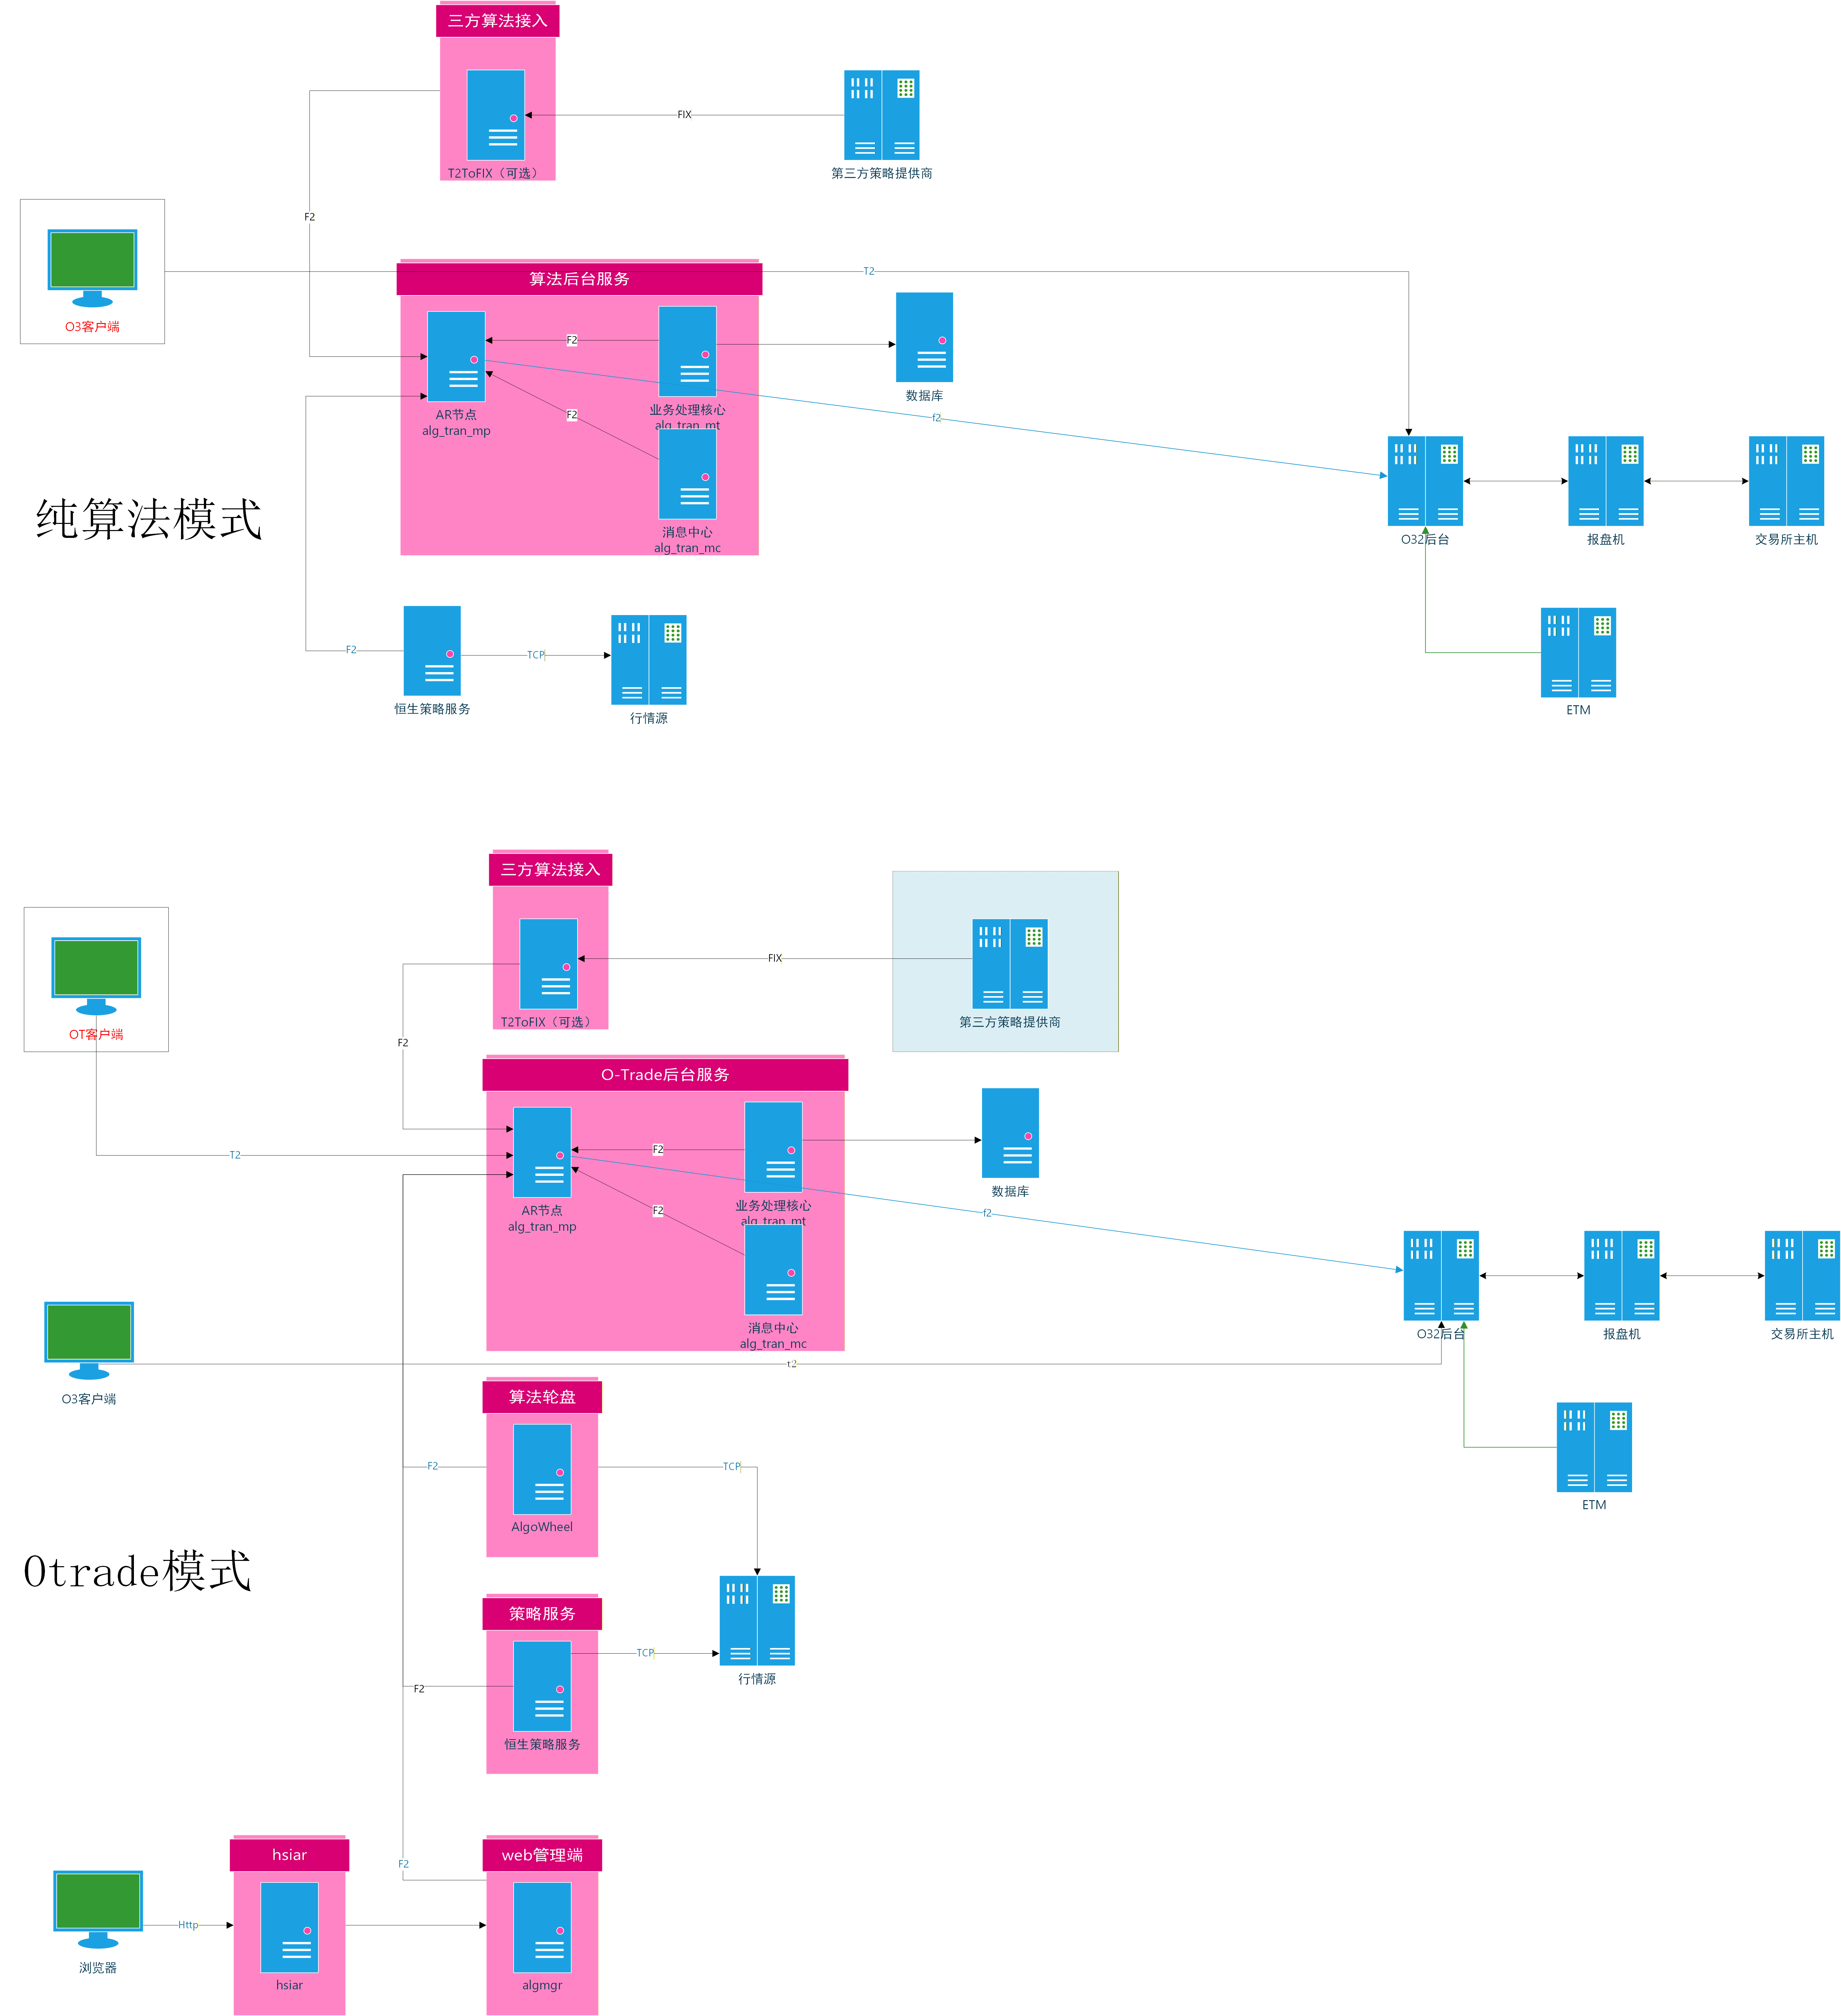 三方算法接入
T2ToFIX（可选）
FIX
第三方策略提供商
F2
O3客户端
T2
算法后台服务
AR节点
alg_tran_mp
F2
业务处理核心
alg_tran_mt
F2
消息中心
alg_tran_mc
数据库
f2
O32后台
报盘机
交易所主机
纯算法模式
F2
恒生策略服务
TCP
行情源
ETM
三方算法接入
T2ToFIX（可选）
FIX
第三方策略提供商
OT客户端
F2
O-Trade后台服务
T2
AR节点
alg_tran_mp
F2
业务处理核心
alg_tran_mt
F2
消息中心
alg_tran_mc
数据库
f2
O32后台
报盘机
交易所主机
O3客户端
t2
算法轮盘
F2
AlgoWheel
TCP
ETM
Otrade模式
策略服务
TCP
F2
恒生策略服务
行情源
hsiar
web管理端
F2
Http
浏览器
hsiar
algmgr